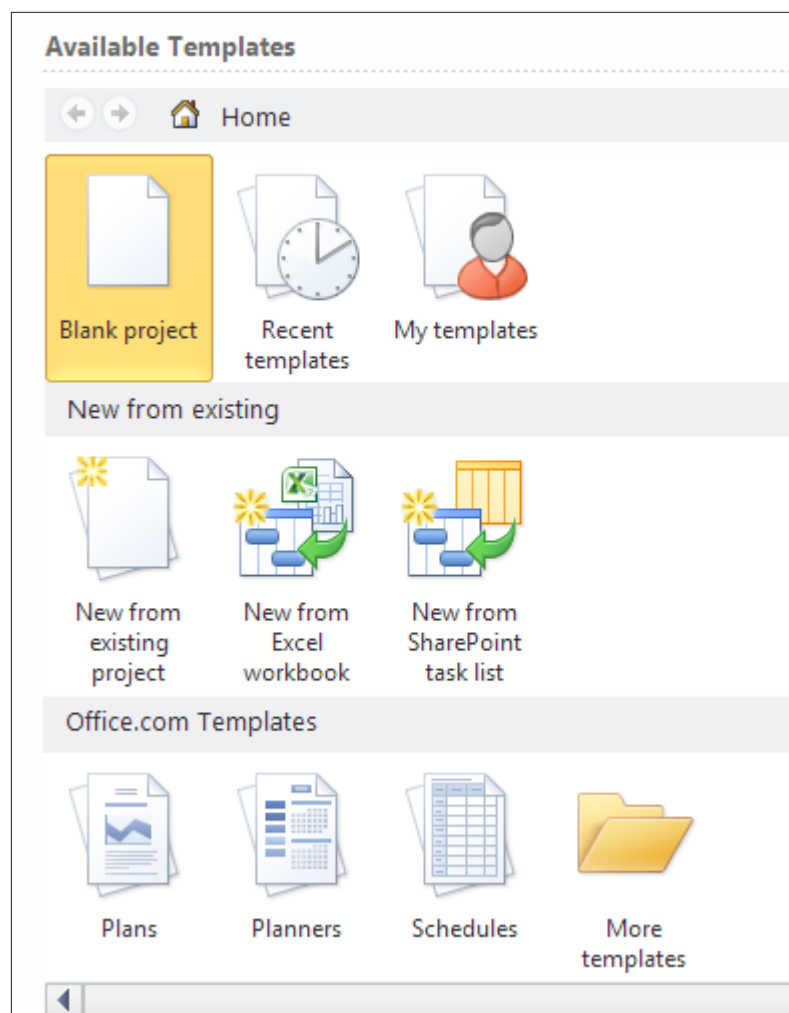 Available Templates
Home
Blank project
Recent
templates
My templates
New from existing
New from
existing
project
New from
Excel
workbook
New from
SharePoint
task list
Office.com Templates
Plans
Planners
Schedules
More
templates